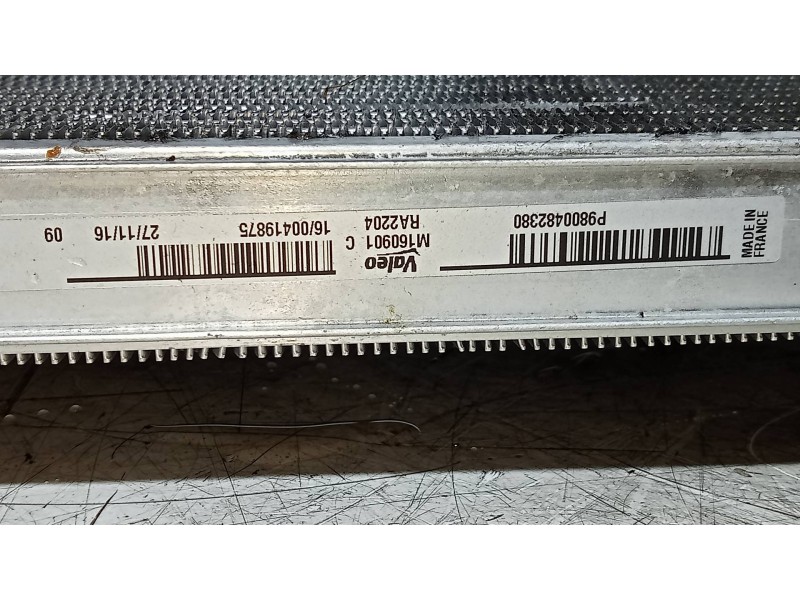 MADE IN
FRANCE
P9800482380
Valeo
M160901 C
RA2204
16/00419875
27/11/16
09